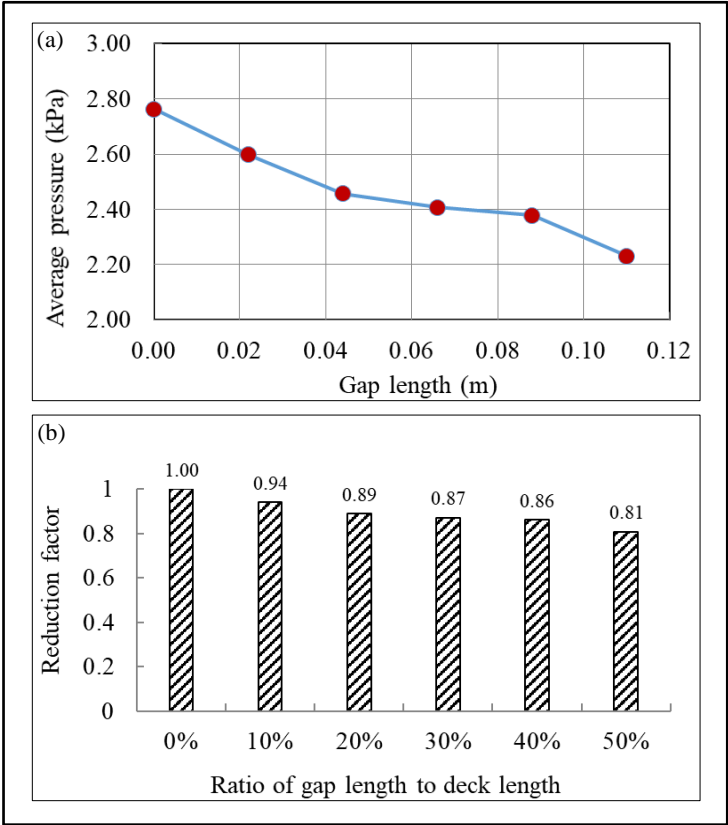 (a)
3.00
2.80
2.60
2.40
2.20
2.00
Average pressure (kPa)
0.00 0.02 0.04 0.06 0.08 0.10 0.12
Gap length (m)
(b)
1.00 0.94 0.89 0.87 0.86 0.81
1
0.8
0.6
0.4
0.2
0
Reduction factor
0% 10% 20% 30% 40% 50%
Ratio of gap length to deck length